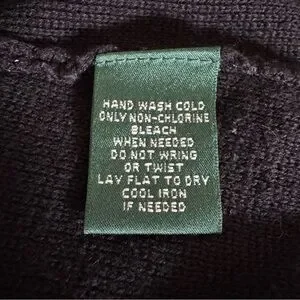 HAND WASH COLD
ONLY NON-CHLORINE
BLEACH
WHEN NEEDED
DO NOT WRING
OR TWIST
LAY FLAT TO DRY
COOL IRON
IF NEEDED